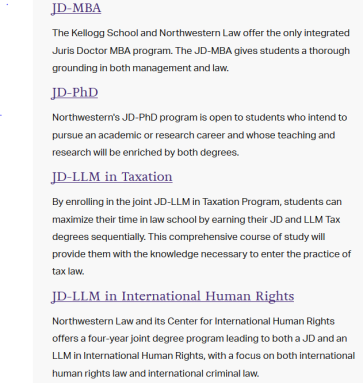 JD-MBA
The Kellogg School and Northwestern Law offer the only integrated
Juris Doctor MBA program. The JD-MBA gives students a thorough
grounding in both management and law.
JD-PhD
Northwestern's JD-PhD program is open to students who intend to
pursue an academic or research career and whose teaching and
research will be enriched by both degrees.
JD-LLM in Taxation
By enrolling in the joint JD-LLM in Taxation Program, students can
maximize their time in law school by earning their JD and LLM Tax
degrees sequentially. This comprehensive course of study will
provide them with the knowledge necessary to enter the practice of
tax law.
JD-LLM in International Human Rights
Northwestern Law and its Center for International Human Rights
offers a four-year joint degree program leading to both a JD and an
LLM in International Human Rights, with a focus on both international
human rights law and international criminal law.